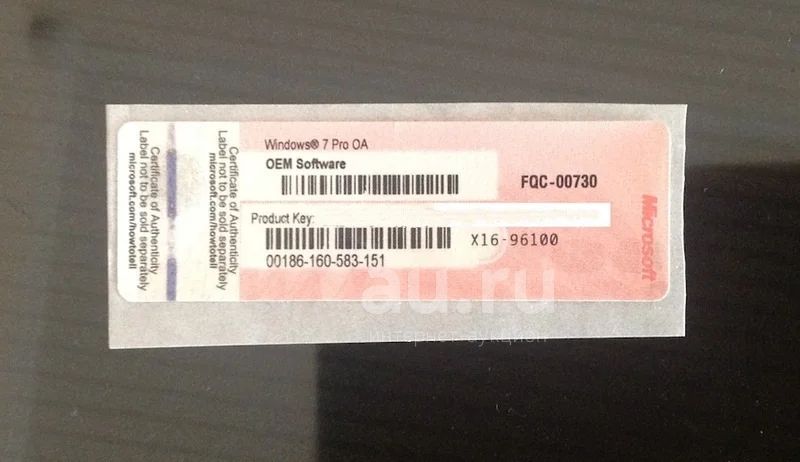 Certificate of Authenticity
Label not to be sold separately
microsoft.com/howtotell
Certificate of Authenticity
Label not to be sold separately
microsoft.com/howtotell
Windows® 7 Pro OA
OEM Software
FQC-00730
Product Key:
X16-96100
00186-160-583-151
Microsoft
au.ru
интернет-аукцион